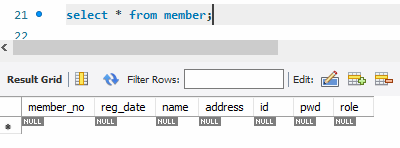 21 select * from member;
22
Result Grid Filter Rows: Edit:
member_no reg_date name address id pwd role
NULL NULL NULL NULL NULL NULL NULL